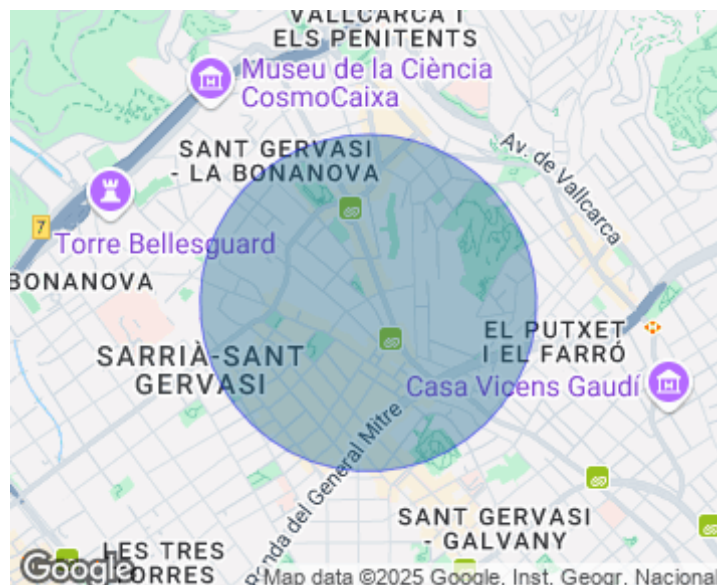 VALLCARCA I
ELS PENITENTS
Museu de la Ciència
CosmoCaixa
SANT GERVASI
- LA BONANOVA
Av. de Vallcarca
7
Torre Bellesguard
BONANOVA
EL PUTXET
I EL FARRÓ
SARRIÀ-SANT
GERVASI
Casa Vicens Gaudí
Ronda del General Mitre
SANT GERVASI
- GALVANY
LES TRES
TORRES
Google
Map data ©2025 Google, Inst. Geogr. Nacional